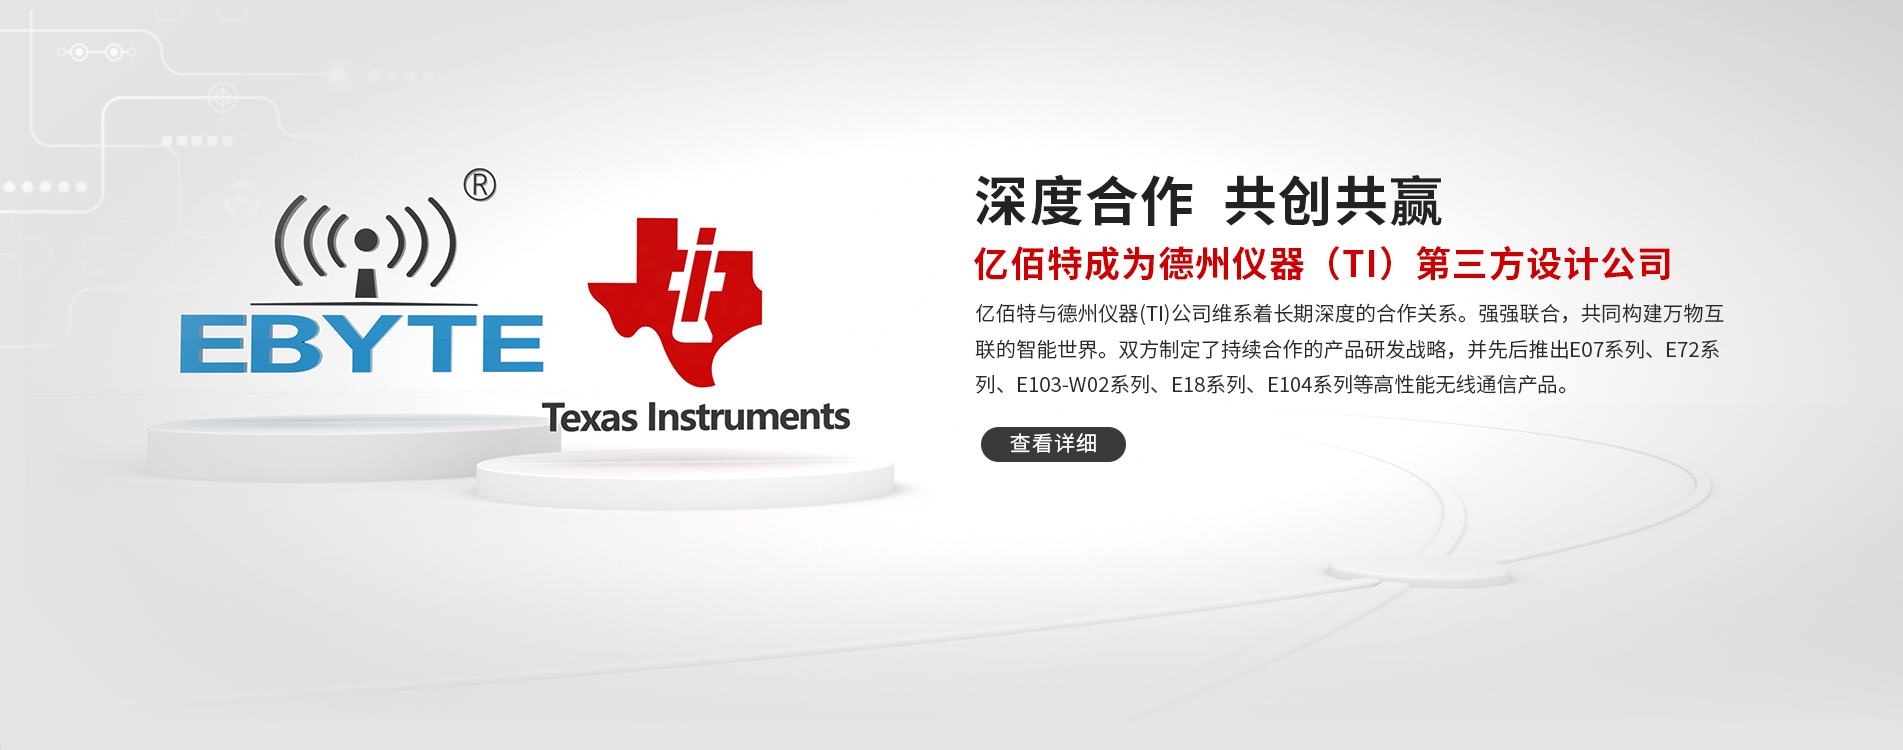 ®
EBYTE
ti
Texas Instruments
深度合作 共创共赢
亿佰特成为德州仪器（TI）第三方设计公司
亿佰特与德州仪器(TI)公司维系着长期深度的合作关系。强强联合，共同构建万物互
联的智能世界。双方制定了持续合作的产品研发战略，并先后推出E07系列、E72系
列、E103-W02系列、E18系列、E104系列等高性能无线通信产品。
查看详细